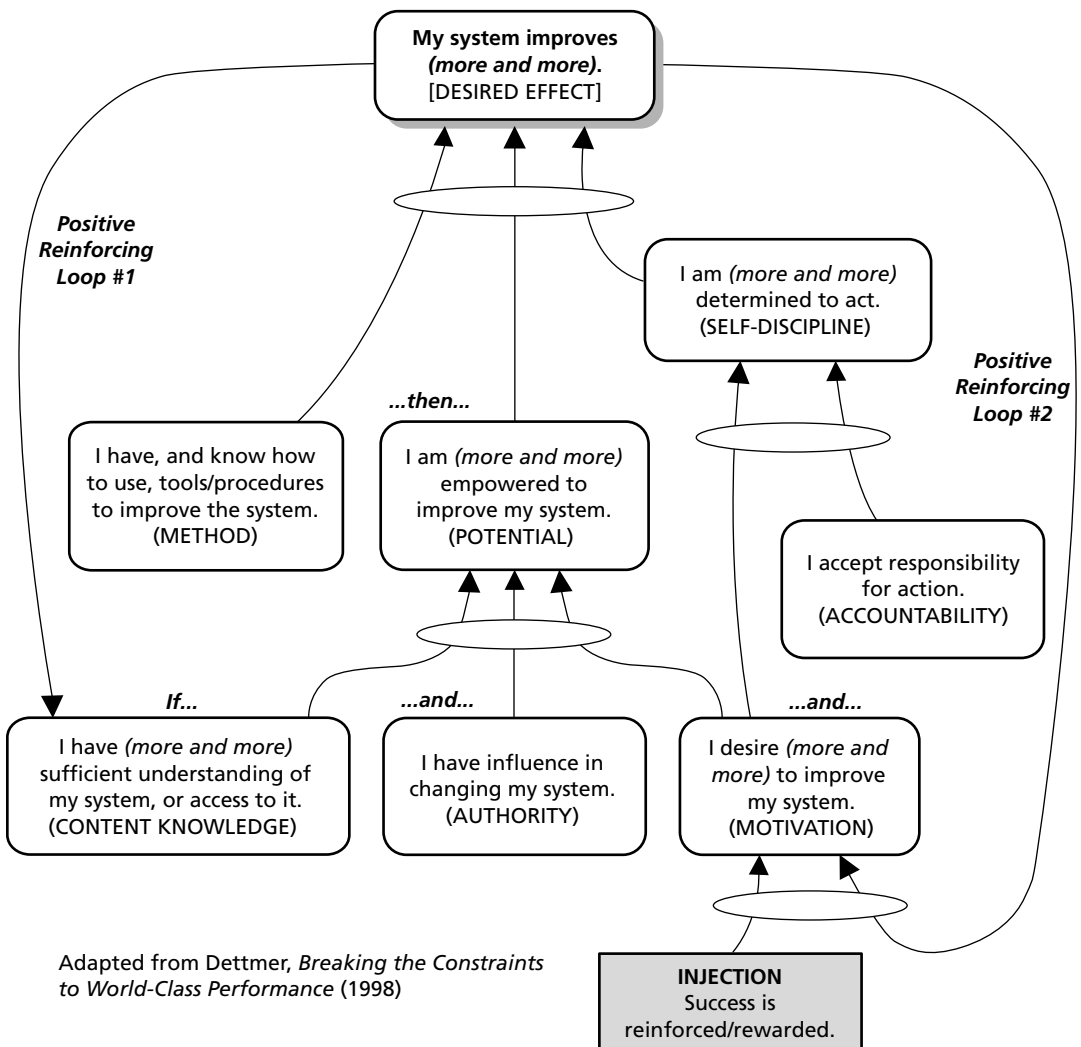 My system improves
(more and more).
[DESIRED EFFECT]
Positive
Reinforcing
Loop #1
I am (more and more)
determined to act.
(SELF-DISCIPLINE)
Positive
Reinforcing
Loop #2
...then...
I have, and know how
to use, tools/procedures
to improve the system.
(METHOD)
I am (more and more)
empowered to
improve my system.
(POTENTIAL)
I accept responsibility
for action.
(ACCOUNTABILITY)
If...
...and...
...and...
I have (more and more)
sufficient understanding of
my system, or access to it.
(CONTENT KNOWLEDGE)
I have influence in
changing my system.
(AUTHORITY)
I desire (more and
more) to improve
my system.
(MOTIVATION)
Adapted from Dettmer, Breaking the Constraints
to World-Class Performance (1998)
INJECTION
Success is
reinforced/rewarded.